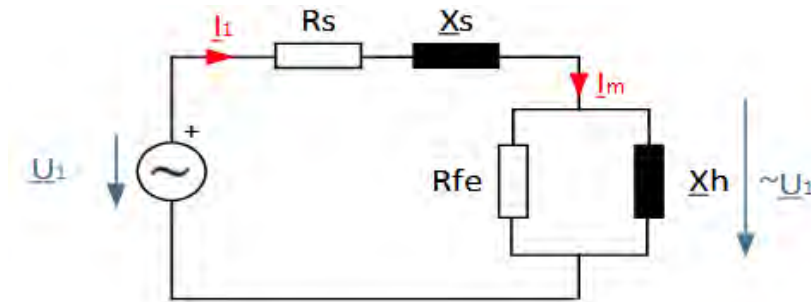 I1
Rs
Xs
Im
+
U1
~
Rfe
Xh
~U1